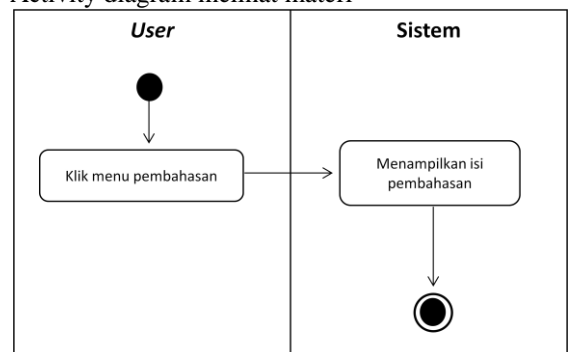 Activity diagram melihat materi
User
Sistem
Klik menu pembahasan
Menampilkan isi
pembahasan